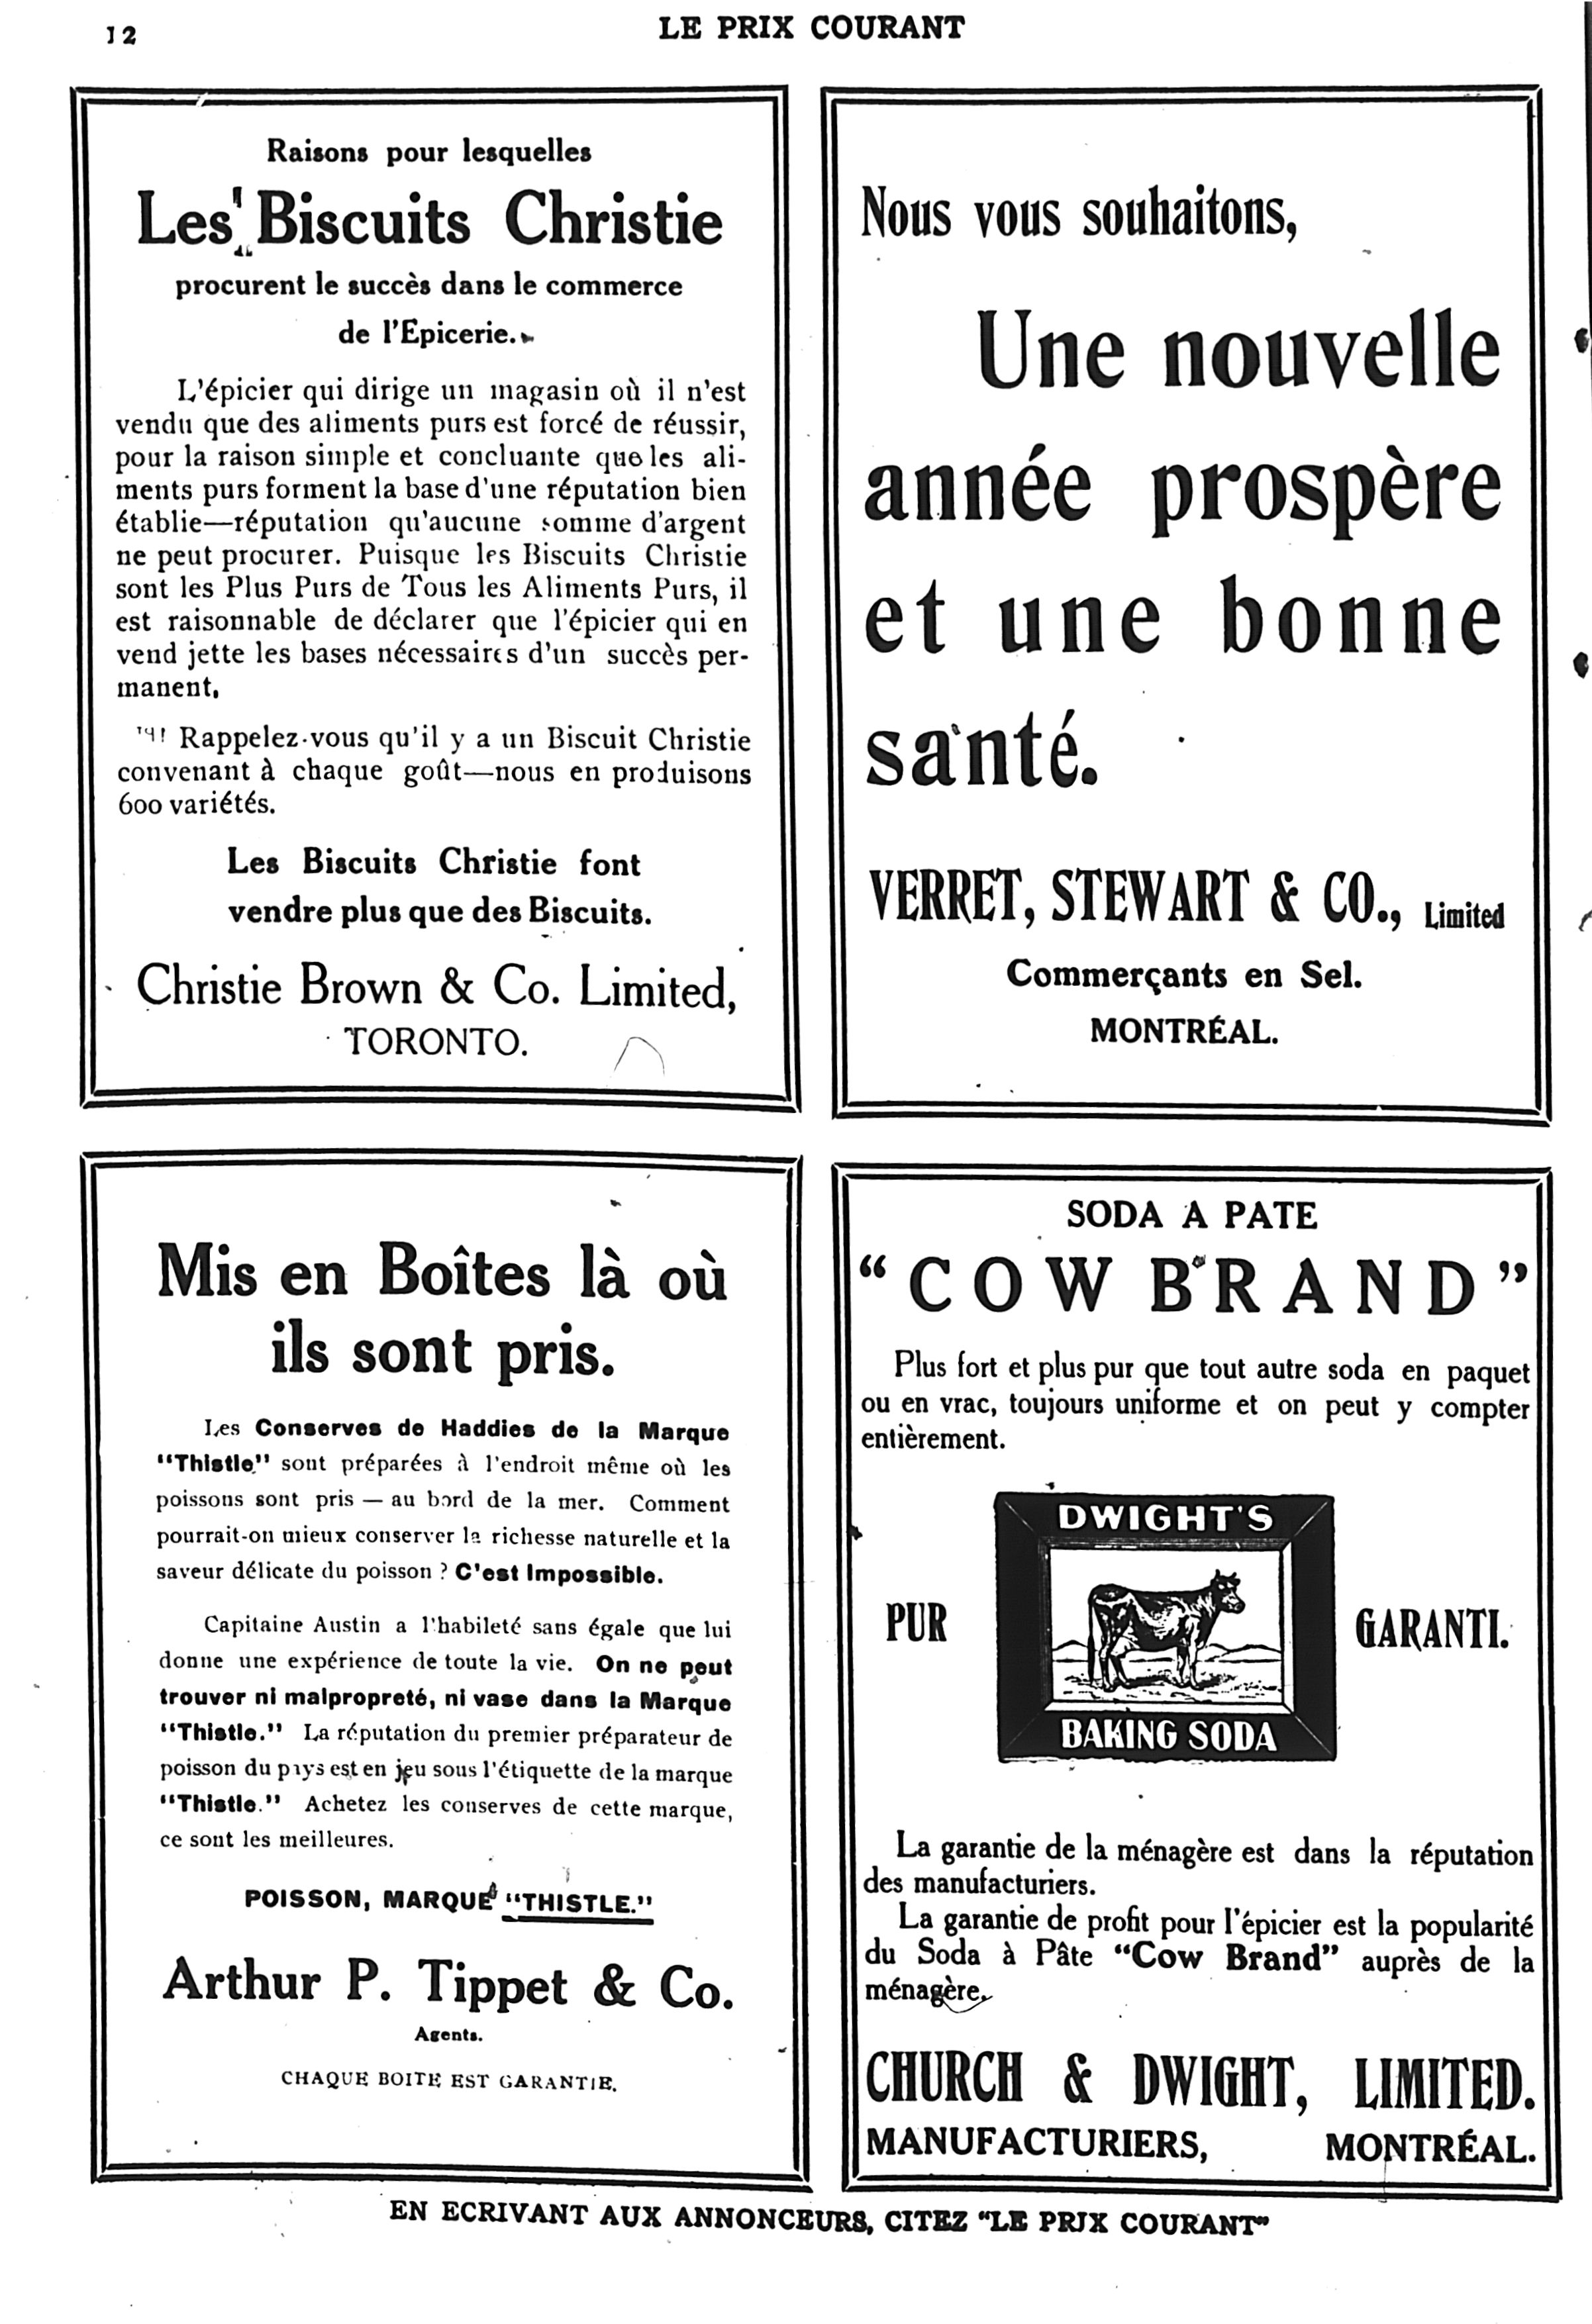 12
LE PRIX COURANT
Raisons pour lesquelles
Les Biscuits Christie
procurent le succès dans le commerce
de l'Epicerie.
L'épicier qui dirige un magasin où il n'est
vendu que des aliments purs est forcé de réussir,
pour la raison simple et concluante que les ali-
ments purs forment la base d'une réputation bien
établie—réputation qu'aucune somme d'argent
ne peut procurer. Puisque les Biscuits Christie
sont les Plus Purs de Tous les Aliments Purs, il
est raisonnable de déclarer que l'épicier qui en
vend jette les bases nécessaires d'un succès per-
manent.
Rappelez-vous qu'il y a un Biscuit Christie
convenant à chaque goût—nous en produisons
600 variétés.
Les Biscuits Christie font
vendre plus que des Biscuits.
Christie Brown & Co. Limited,
TORONTO.
Nous vous souhaitons,
Une nouvelle
année prospère
et une bonne
santé.
VERRET, STEWART & CO., Limited
Commerçants en Sel.
MONTRÉAL.
Mis en Boîtes là où
ils sont pris.
Les Conserves de Haddies de la Marque
"Thistle" sont préparées à l'endroit même où les
poissons sont pris — au bord de la mer. Comment
pourrait-on mieux conserver la richesse naturelle et la
saveur délicate du poisson ? C'est Impossible.
Capitaine Austin a l'habileté sans égale que lui
donne une expérience de toute la vie. On ne peut
trouver ni malpropreté, ni vase dans la Marque
"Thistle." La réputation du premier préparateur de
poisson du pays est en jeu sous l'étiquette de la marque
"Thistle." Achetez les conserves de cette marque,
ce sont les meilleures.
POISSON, MARQUE "THISTLE."
Arthur P. Tippet & Co.
Agents.
CHAQUE BOITE EST GARANTIE.
SODA A PATE
"COW BRAND"
Plus fort et plus pur que tout autre soda en paquet
ou en vrac, toujours uniforme et on peut y compter
entièrement.
DWIGHT'S
PUR
GARANTI.
BAKING SODA
La garantie de la ménagère est dans la réputation
des manufacturiers.
La garantie de profit pour l'épicier est la popularité
du Soda à Pâte "Cow Brand" auprès de la
ménagère.
CHURCH & DWIGHT, LIMITED.
MANUFACTURIERS, MONTRÉAL.
EN ECRIVANT AUX ANNONCEURS, CITEZ "LE PRIX COURANT"